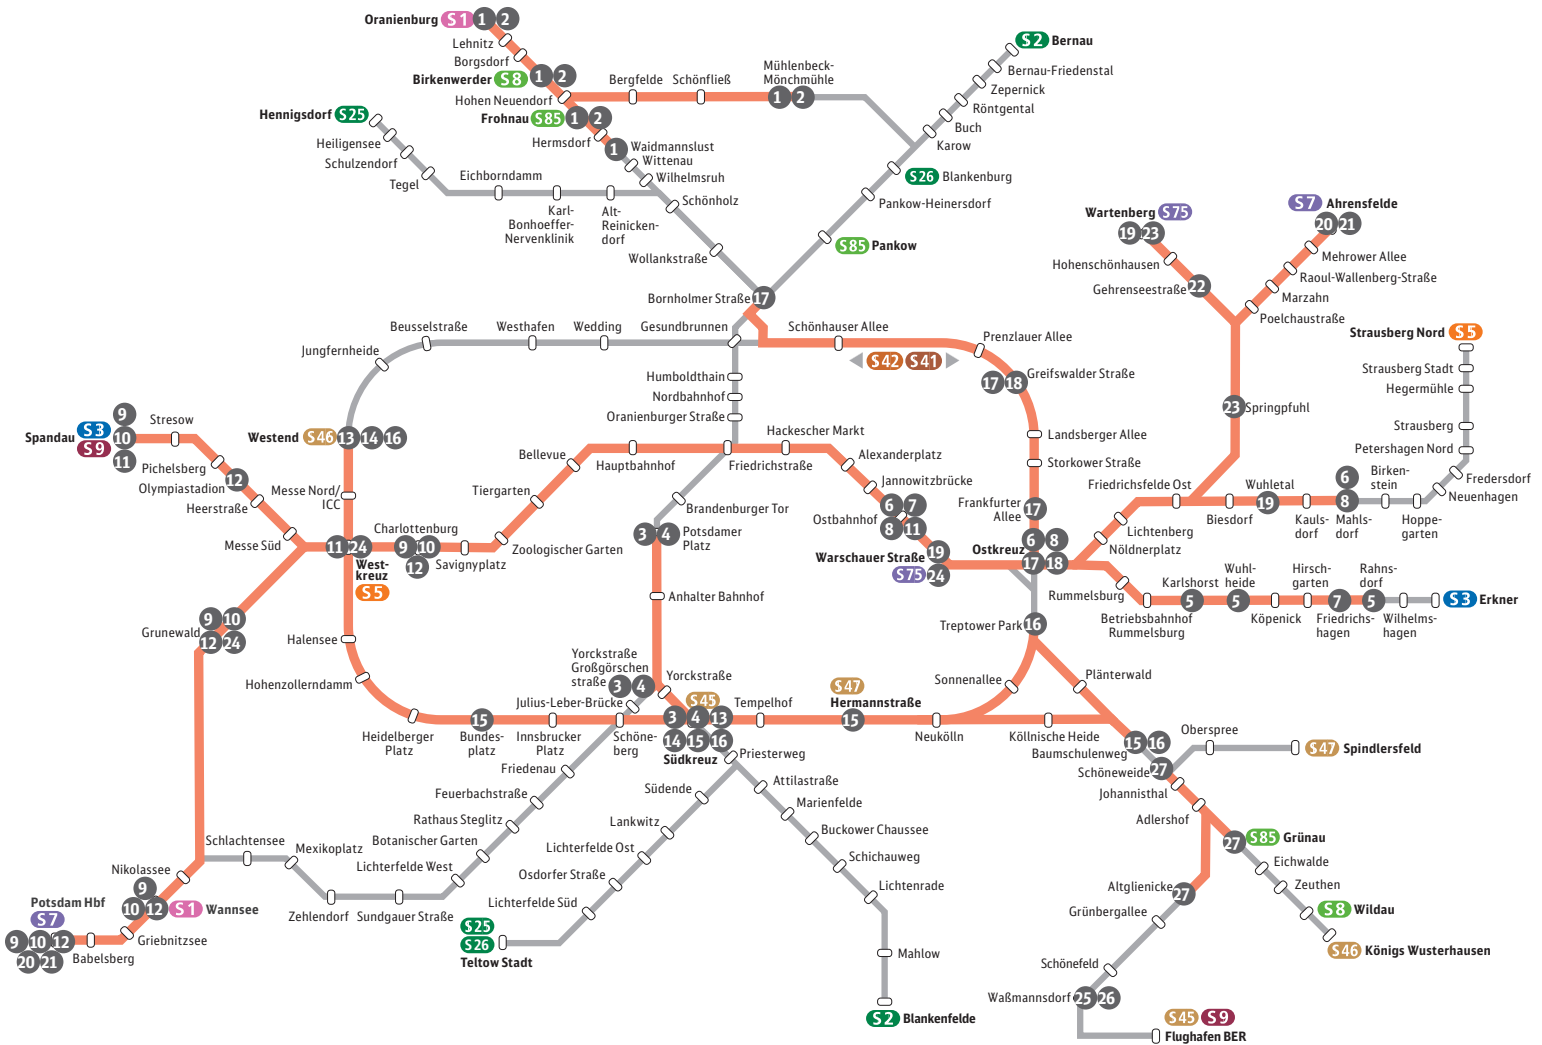 Oranienburg S1 1 2
Lehnitz
Borgsdorf
Birkenwerder S8 1 2
Hohen Neuendorf
Frohnau S85 1 2
Hermsdorf
1 Waidmannslust
Wittenau
Wilhelmsruh
Schönholz
Wollankstraße
Bergfelde
Schönfließ
Mühlenbeck-
Mönchmühle
1 2
S2 Bernau
Bernau-Friedenstal
Zepernick
Röntgental
Buch
Karow
S26 Blankenburg
Pankow-Heinersdorf
S85 Pankow
Hennigsdorf S25
Heiligensee
Schulzendorf
Tegel
Eichborndamm
Karl-
Bonhoeffer-
Nervenklinik
Alt-
Reinicken-
dorf
Bornholmer Straße 17
Wartenberg S75
19 23
Hohenschönhausen
Gehrenseestraße 22
S7 Ahrensfelde
20 21
Mehrower Allee
Raoul-Wallenberg-Straße
Marzahn
Poelchaustraße
23 Springpfuhl
Strausberg Nord S5
Strausberg Stadt
Hegermühle
Strausberg
Petershagen Nord
Fredersdorf
Neuenhagen
Hoppe-
garten
Birken-
stein
6
8
Mahls-
dorf
Kauls-
dorf
Wuhletal
19
Biesdorf
Friedrichsfelde Ost
Lichtenberg
Nöldnerplatz
Jungfernheide
Beusselstraße
Westhafen
Wedding
Gesundbrunnen
Schönhauser Allee
S42 S41
Prenzlauer Allee
Greifswalder Straße
17 18
Landsberger Allee
Storkower Straße
Frankfurter
Allee
17
Humboldthain
Nordbahnhof
Oranienburger Straße
Spandau S3
S9
9
10
11
Stresow
Pichelsberg
Olympiastadion 12
Heerstraße
Messe Süd
Westend S46 13 14 16
Messe Nord/
ICC
11 24
West-
kreuz
S5
Charlottenburg
9 10
12
Savignyplatz
Zoologischer Garten
Tiergarten
Bellevue
Hauptbahnhof
Friedrichstraße
Hackescher Markt
Alexanderplatz
Jannowitzbrücke
6 7
Ostbahnhof
8 11
Warschauer Straße 19
S75 24
Ostkreuz
6 8
17 18
Brandenburger Tor
3 4 Potsdamer
Platz
Anhalter Bahnhof
Yorckstraße
Großgörschen
straße 3 4
Yorckstraße
Julius-Leber-Brücke
S45
3 4 13
14 15 16
Südkreuz
Rummelsburg
Betriebsbahnhof
Rummelsburg
Karlshorst
5
Wuhl-
heide
5
Köpenick
Hirsch-
garten
7
Friedrichs-
hagen
Rahns-
dorf
5
Wilhelms-
hagen
S3 Erkner
Treptower Park 16
Plänterwald
Sonnenallee
Grunewald
9 10
12 24
Halensee
Hohenzollerndamm
Heidelberger
Platz
15
Bundes-
platz
Innsbrucker
Platz
Schöne-
berg
Tempelhof
S47
Hermannstraße
15
Neukölln
Köllnische Heide
Baumschulenweg 15 16
Schöneweide 27
Oberspree
S47 Spindlersfeld
Johannisthal
Adlershof
27 S85 Grünau
Eichwalde
Zeuthen
S8 Wildau
S46 Königs Wusterhausen
Altglienicke 27
Grünbergallee
Schönefeld
Waßmannsdorf 25 26
S45 S9
Flughafen BER
Friedenau
Feuerbachstraße
Rathaus Steglitz
Botanischer Garten
Lichterfelde West
Sundgauer Straße
Zehlendorf
Mexikoplatz
Schlachtensee
Nikolassee
9
10 12 S1 Wannsee
Potsdam Hbf
S7
9 10 12
20 21
Babelsberg
Griebnitzsee
Priesterweg
Südende
Lankwitz
Lichterfelde Ost
Osdorfer Straße
Lichterfelde Süd
S25
S26
Teltow Stadt
Attilastraße
Marienfelde
Buckower Chaussee
Schichauweg
Lichtenrade
Mahlow
S2 Blankenfelde